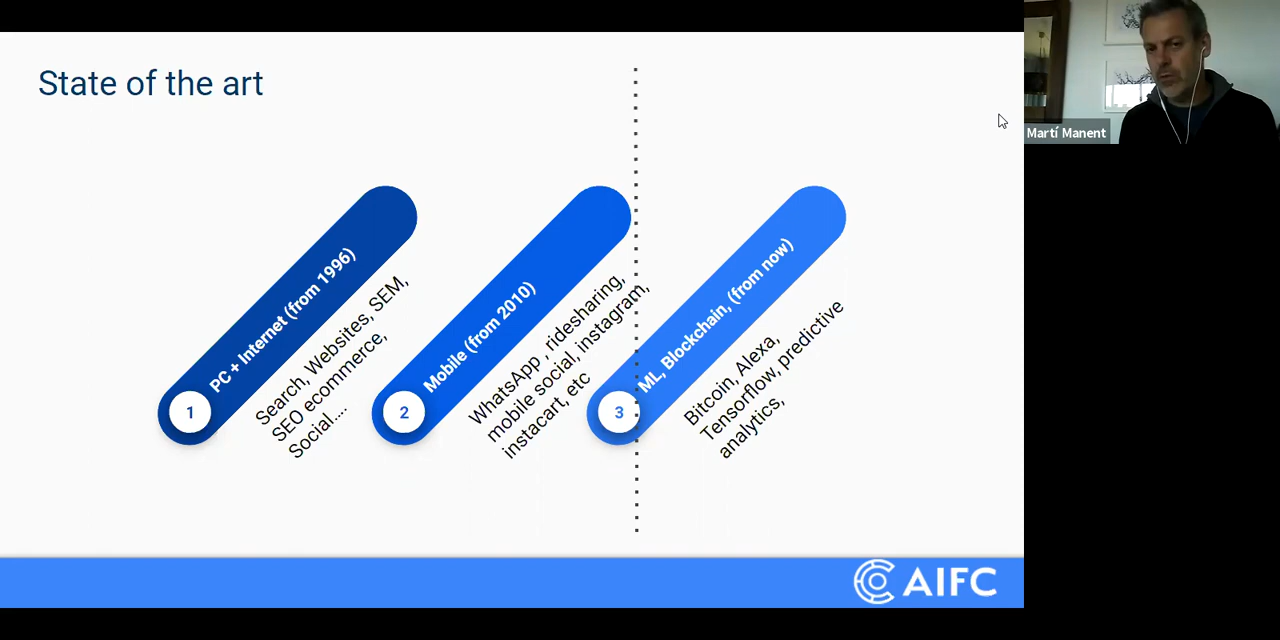 State of the art
Martí Manent
1
PC + Internet (from 1996)
Search, Websites, SEM,
SEO ecommerce,
Social....
2
Mobile (from 2010)
WhatsApp , ridesharing,
mobile social, instagram,
instacart, etc
3
ML, Blockchain, (from now)
Bitcoin, Alexa,
Tensorflow, predictive
analytics,
AIFC